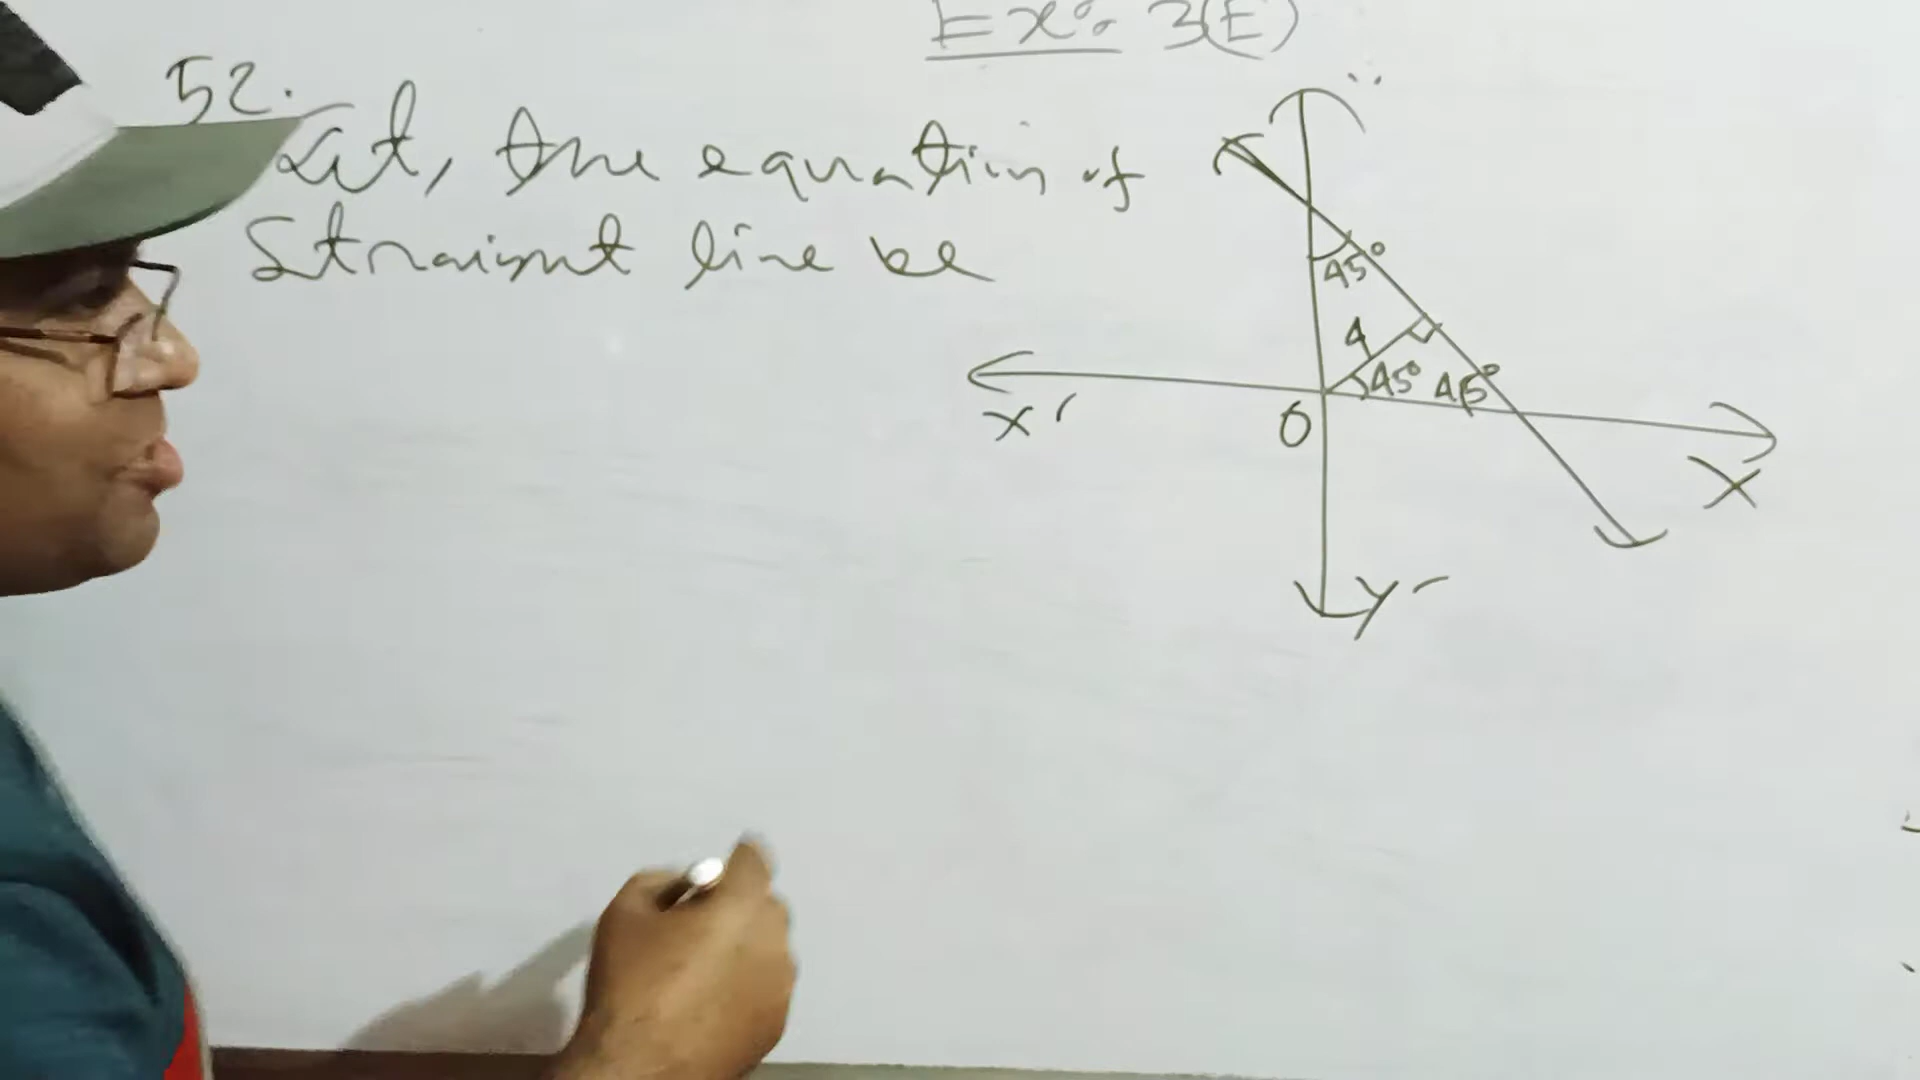 Ex: 3(E)
52.
Let, the equation of
Straight line be
45°
4
45° 45°
X'
O
X
Y'